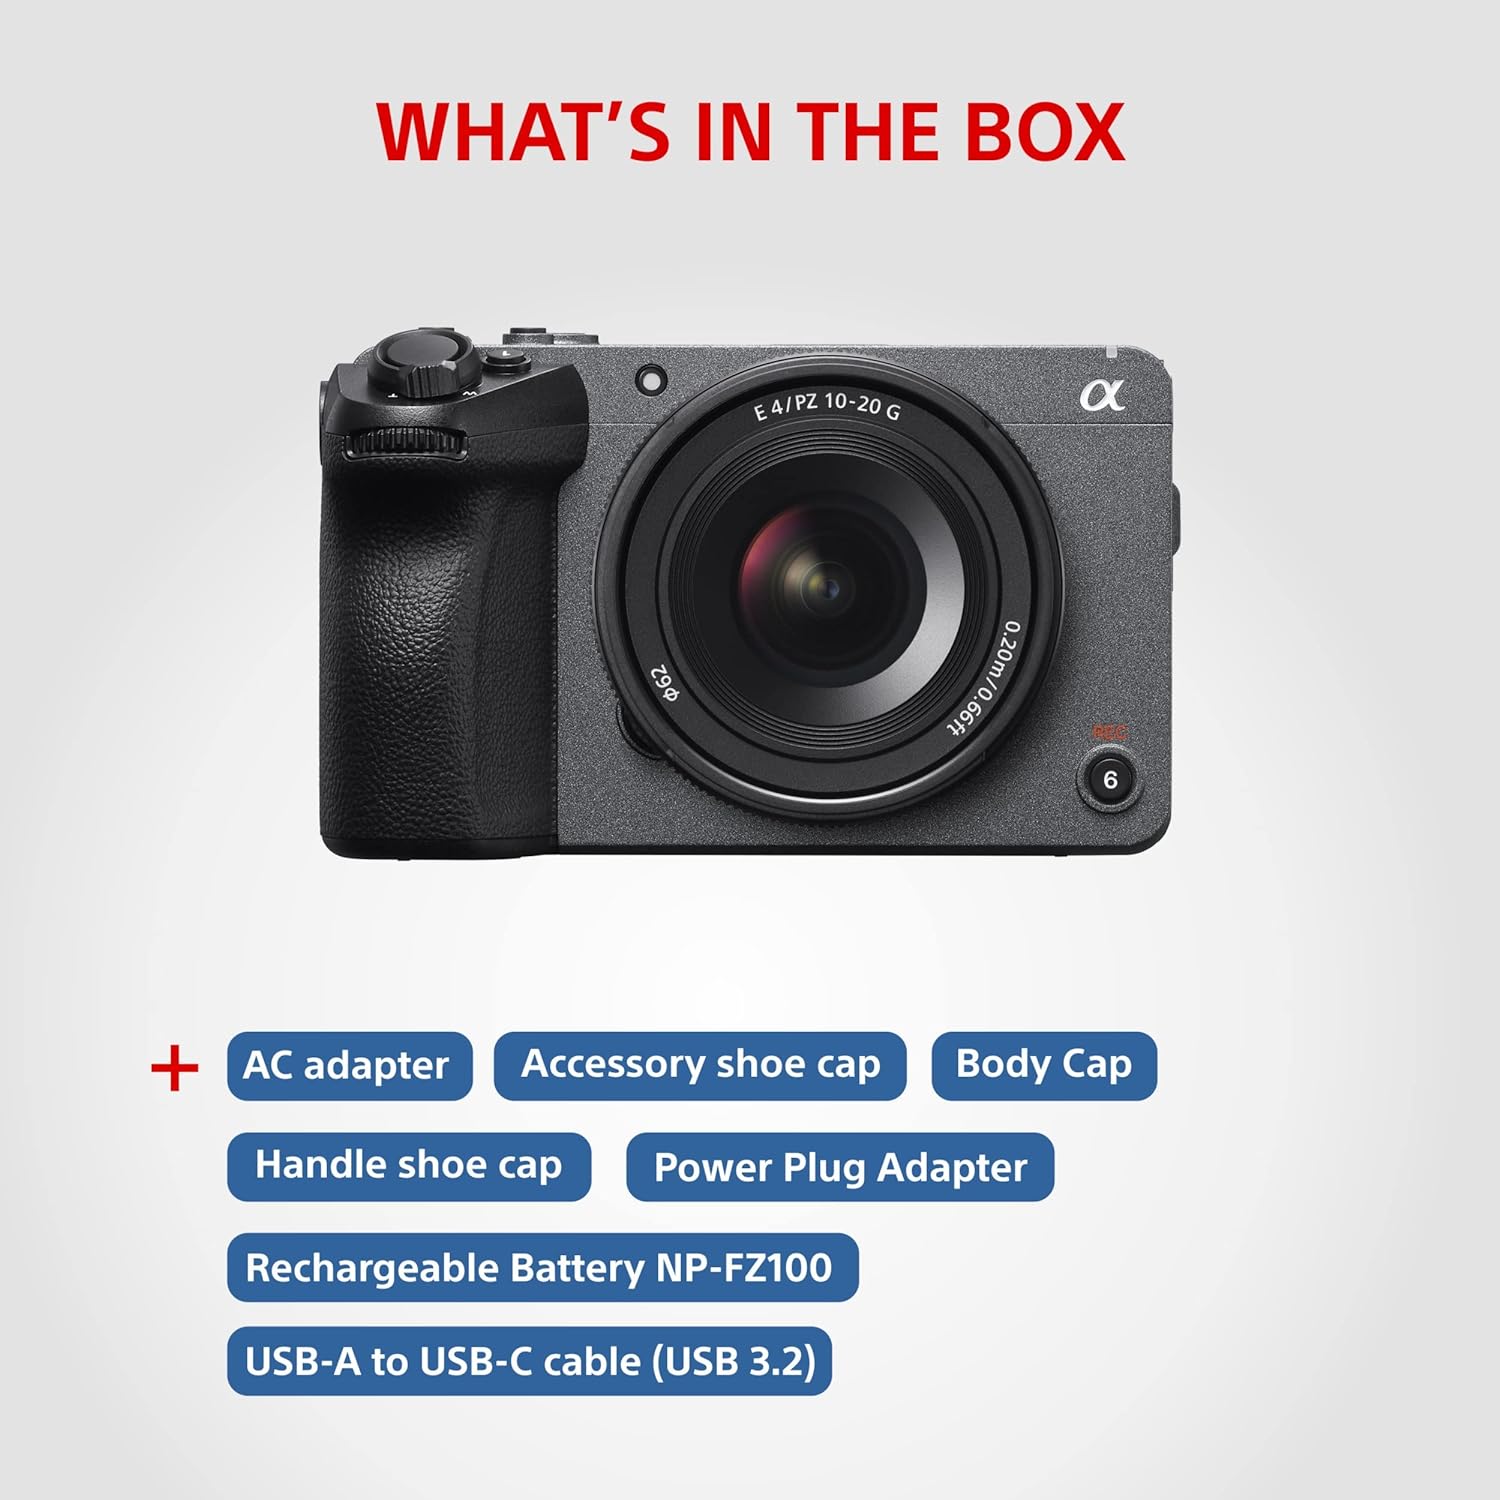 WHAT’S IN THE BOX
E 4/PZ 10-20 G
α
0.20m/0.66ft
Φ62
REC
6
+ AC adapter Accessory shoe cap Body Cap
Handle shoe cap Power Plug Adapter
Rechargeable Battery NP-FZ100
USB-A to USB-C cable (USB 3.2)